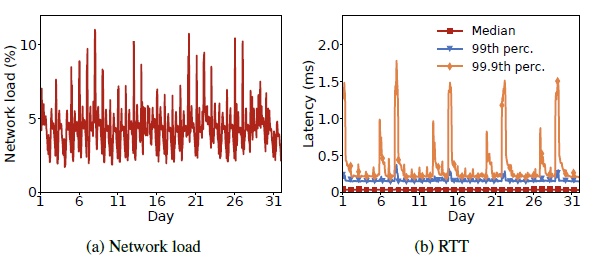 Network load (%)
10
5
0
1 6 11 16 21 26 31
Day
(a) Network load
Latency (ms)
2.0
1.5
1.0
0.5
0
Median
99th perc.
99.9th perc.
1 6 11 16 21 26 31
Day
(b) RTT